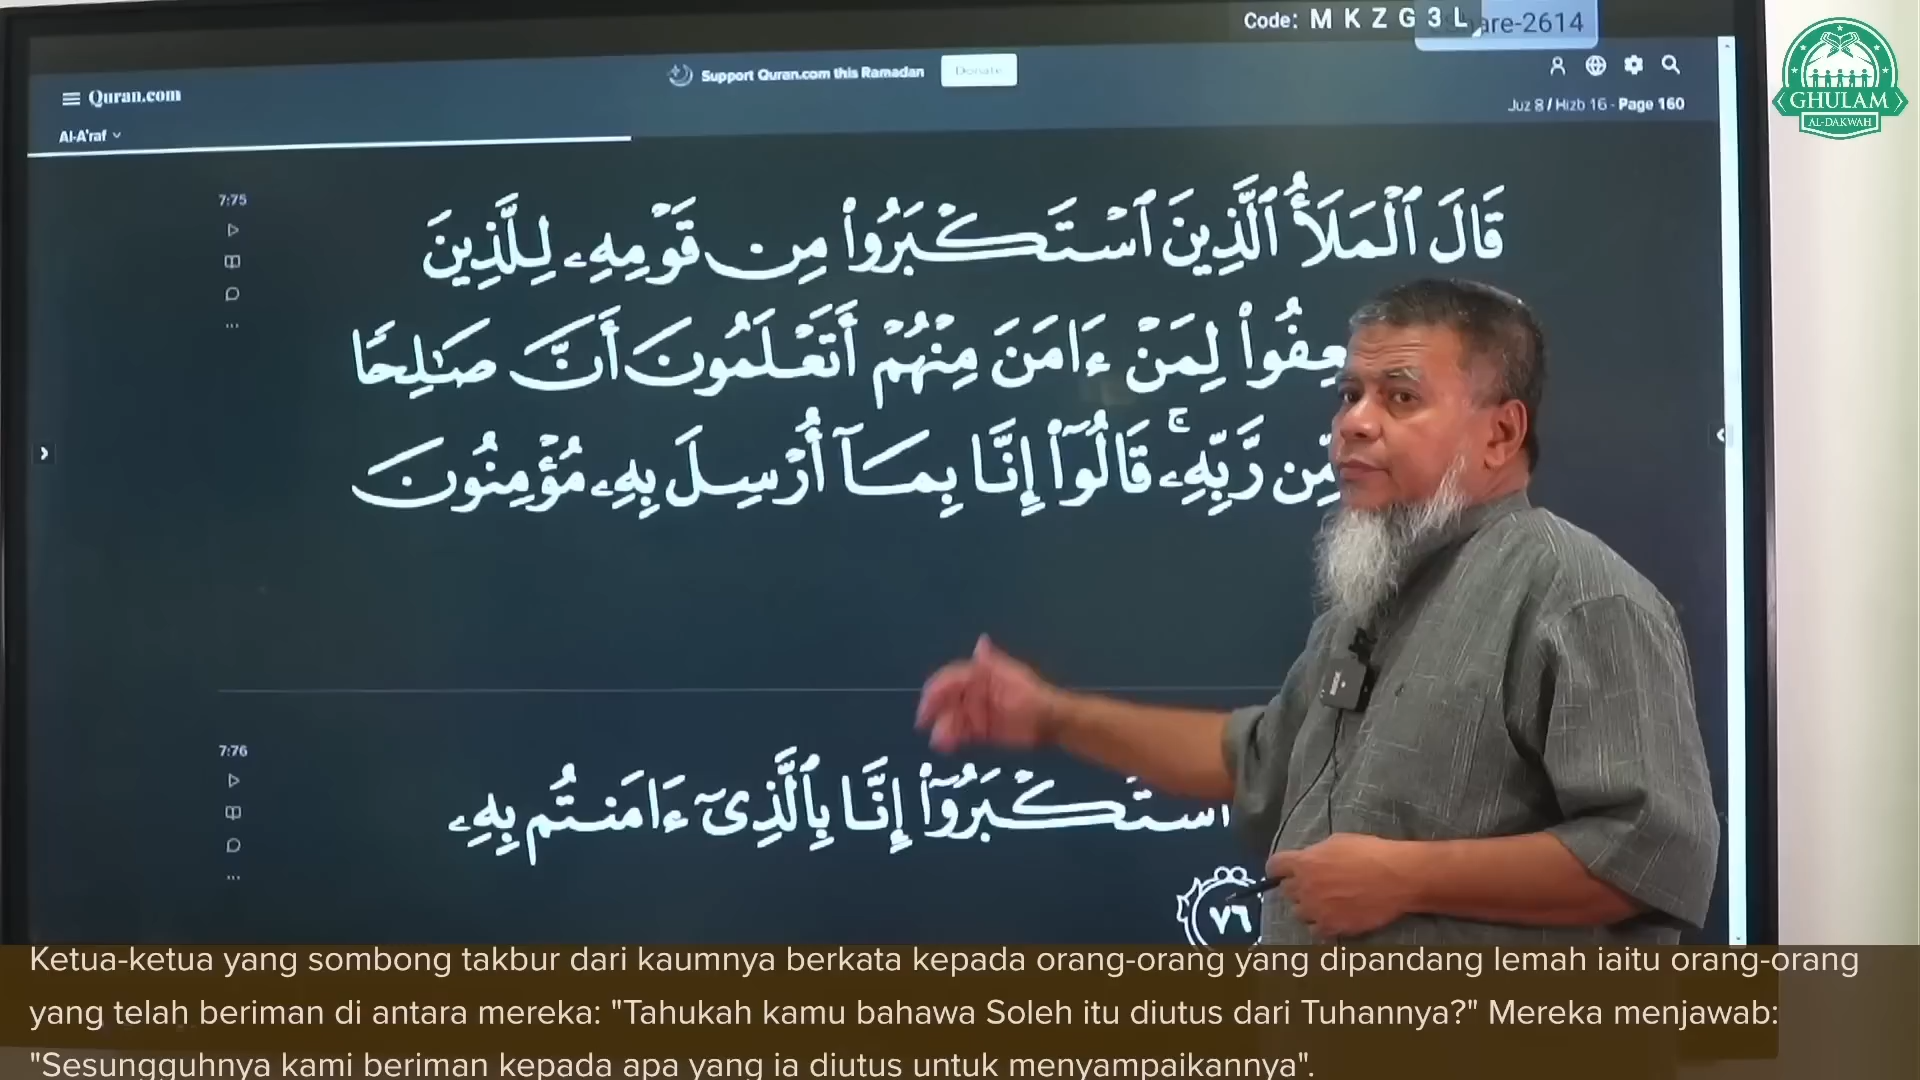 Code: M K Z G 3 L
are-2614
GHULAM
AL-DAKWAH
Support Quran.com this Ramadan
Donate
Quran.com
Juz 8 / Hizb 16 - Page 160
Al-A'raf
7:75
قَالَ ٱلْمَلَأُ ٱلَّذِينَ ٱسْتَكْبَرُوا۟ مِن قَوْمِهِۦ لِلَّذِينَ
عِفُوا۟ لِمَنْ ءَامَنَ مِنْهُمْ أَتَعْلَمُونَ أَنَّ صَـٰلِحًا
مِّن رَّبِّهِۦ ۚ قَالُوٓا۟ إِنَّا بِمَآ أُرْسِلَ بِهِۦ مُؤْمِنُونَ
7:76
ٱسْتَكْبَرُوٓا۟ إِنَّا بِٱلَّذِىٓ ءَامَنتُم بِهِۦ
٧٦
Ketua-ketua yang sombong takbur dari kaumnya berkata kepada orang-orang yang dipandang lemah iaitu orang-orang
yang telah beriman di antara mereka: "Tahukah kamu bahawa Soleh itu diutus dari Tuhannya?" Mereka menjawab:
"Sesungguhnya kami beriman kepada apa yang ia diutus untuk menyampaikannya".